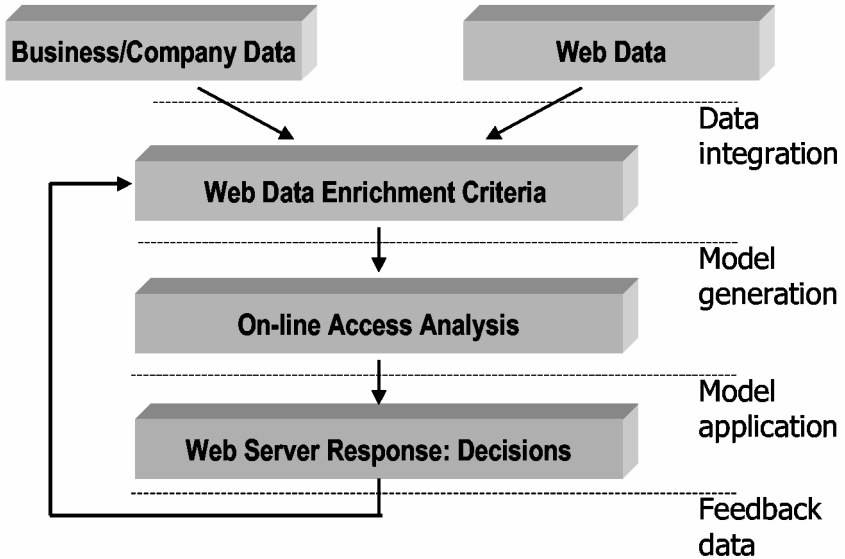 Business/Company Data
Web Data
Data
integration
Web Data Enrichment Criteria
Model
generation
On-line Access Analysis
Model
application
Web Server Response: Decisions
Feedback
data